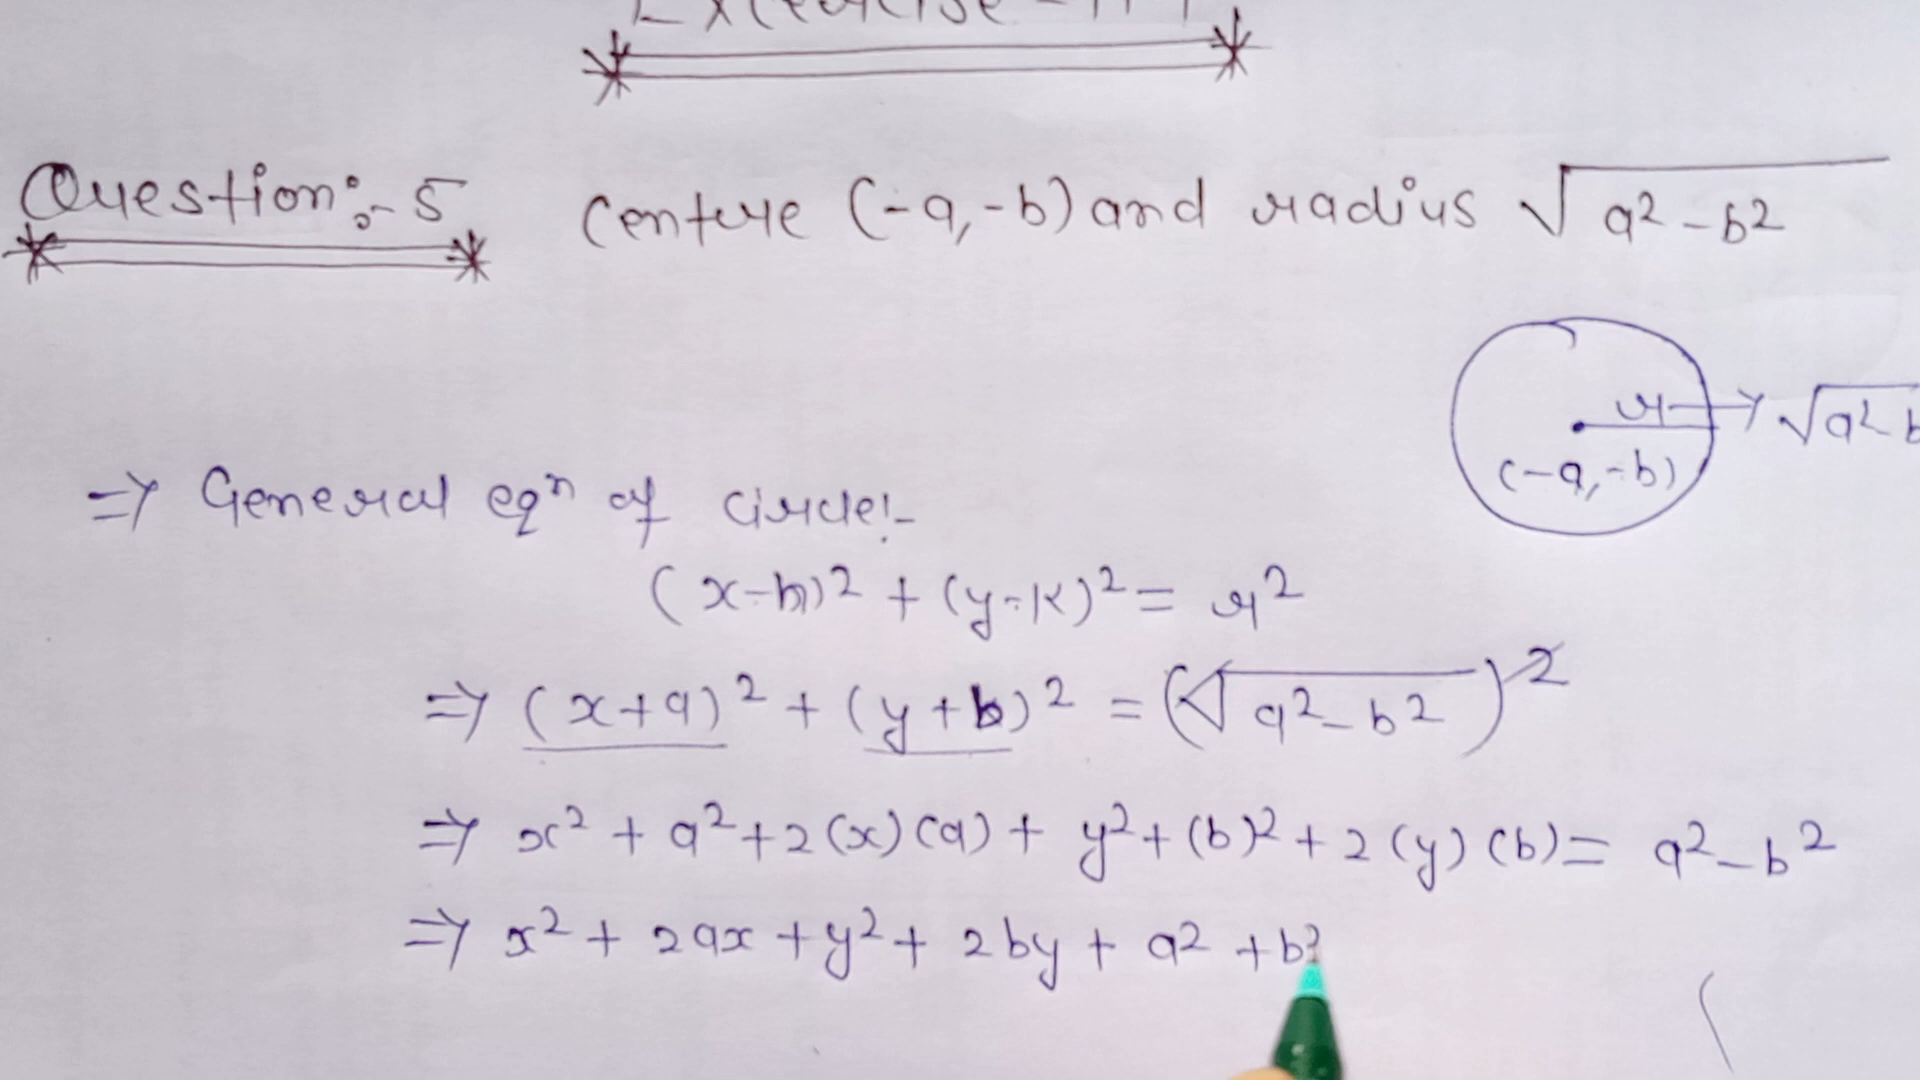 Question:- 5 Centre (-a,-b) and radius √a²-b²
r → √a² b
(-a,-b)
⇒ General eqⁿ of circle:-
(x-h)² + (y-k)² = r²
⇒ (x+a)² + (y+b)² = (√a²-b²)²
⇒ x² + a² + 2(x)(a) + y² + (b)² + 2(y)(b) = a²-b²
⇒ x² + 2ax + y² + 2by + a² + b²